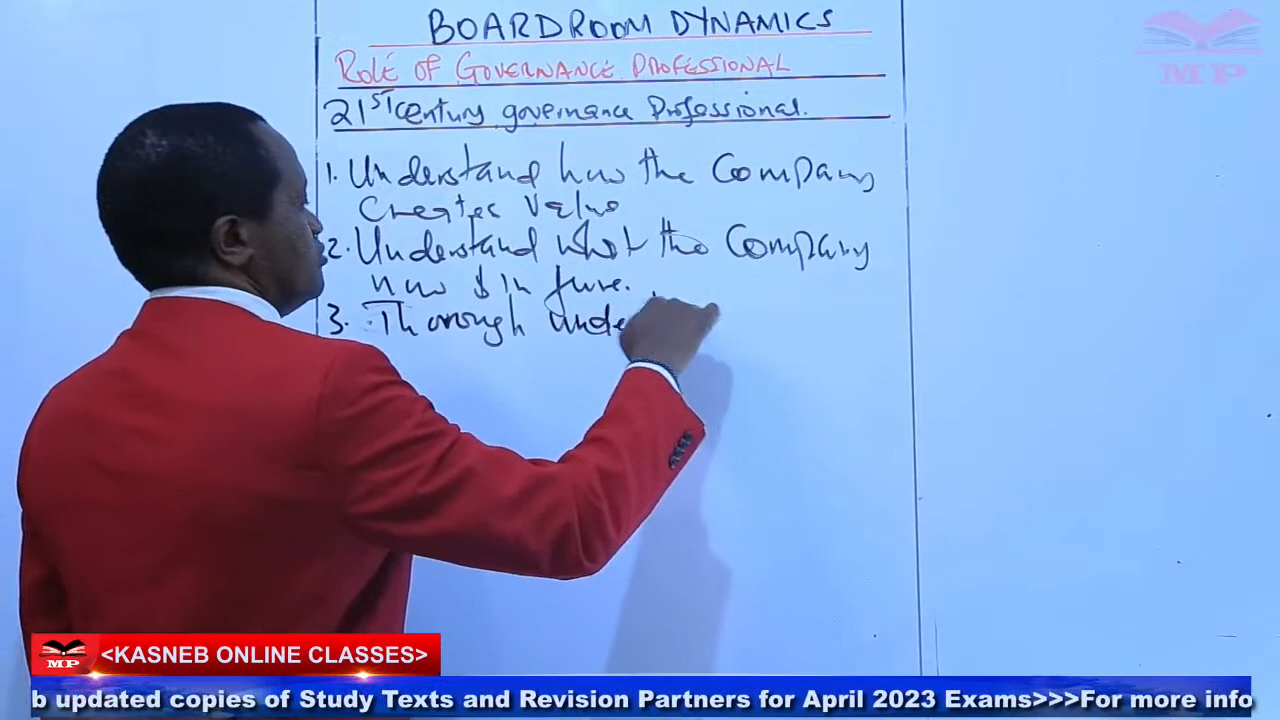 BOARDROOM DYNAMICS
ROLE OF GOVERNANCE PROFESSIONAL
MP
21ST century governance Professional.
1. Understand how the Company
Creates Value
2. Understand what the Company
now & in
3. Thorough unde
MP <KASNEB ONLINE CLASSES>
b updated copies of Study Texts and Revision Partners for April 2023 Exams>>>For more info